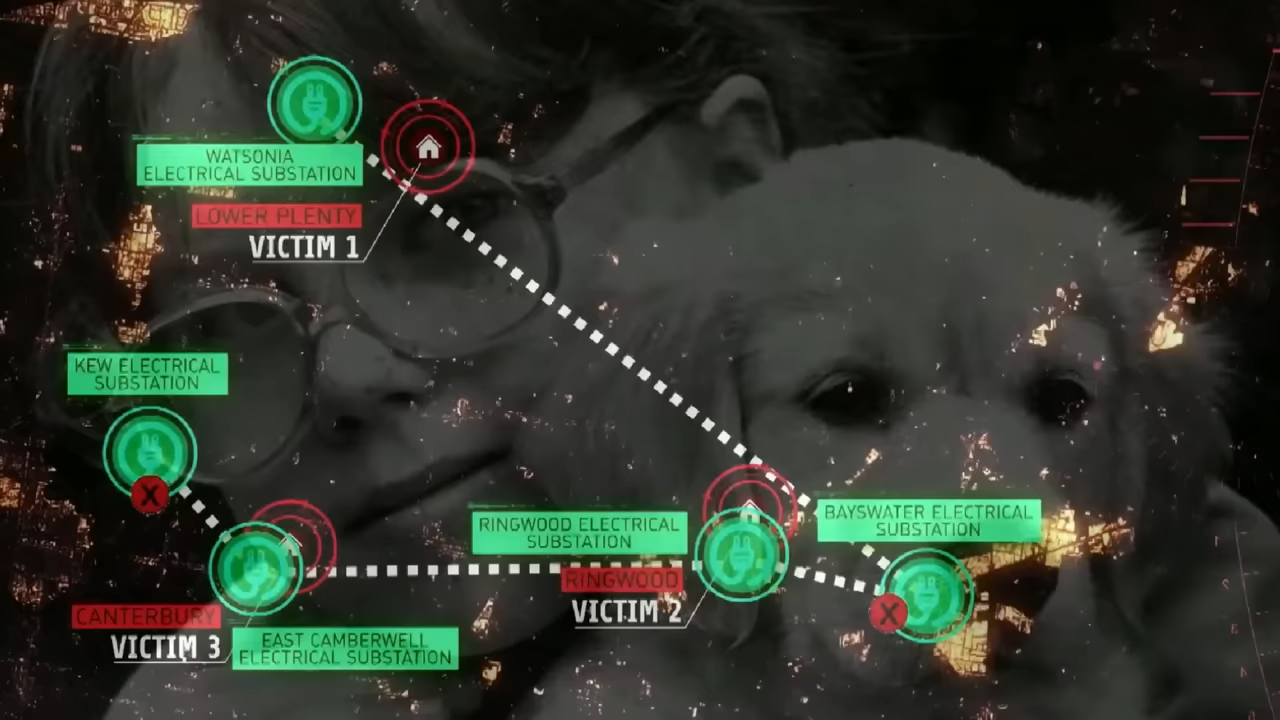 WATSONIA
ELECTRICAL SUBSTATION
LOWER PLENTY
VICTIM 1
KEW ELECTRICAL
SUBSTATION
X
RINGWOOD ELECTRICAL
SUBSTATION
BAYSWATER ELECTRICAL
SUBSTATION
RINGWOOD
VICTIM 2
X
CANTERBURY
VICTIM 3
EAST CAMBERWELL
ELECTRICAL SUBSTATION